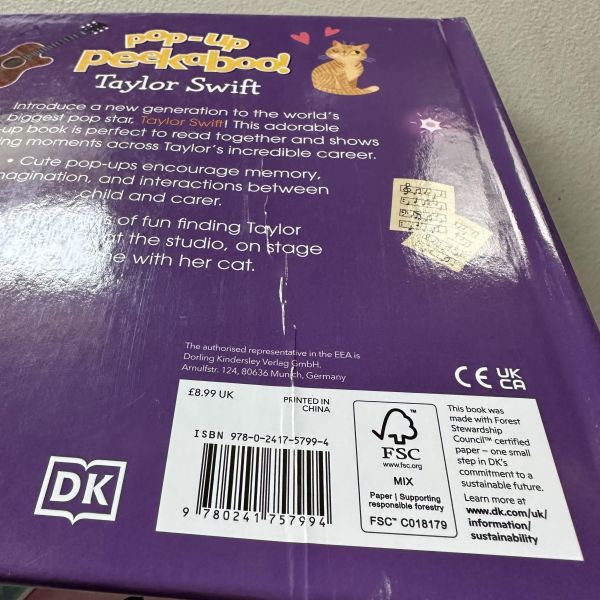 pop-up
peekaboo!
Taylor Swift
Introduce a new generation to the world's
biggest pop star, Taylor Swift! This adorable
-up book is perfect to read together and shows
moments across Taylor's incredible career.
• Cute pop-ups encourage memory,
imagination, and interactions between
child and carer.
of fun finding Taylor
at the studio, on stage
with her cat.
The authorised representative in the EEA is
Dorling Kindersley Verlag GmbH.
Arnulfstr. 124, 80636 Munich, Germany
CE UK
CA
£8.99 UK
PRINTED IN
CHINA
ISBN 978-0-2417-5799-4
9 780241 757994
DK
FSC
www.fsc.org
MIX
Paper | Supporting
responsible forestry
FSC™ C018179
This book was
made with Forest
Stewardship
Council™ certified
paper – one small
step in DK's
commitment to a
sustainable future.
Learn more at
www.dk.com/uk/
information/
sustainability